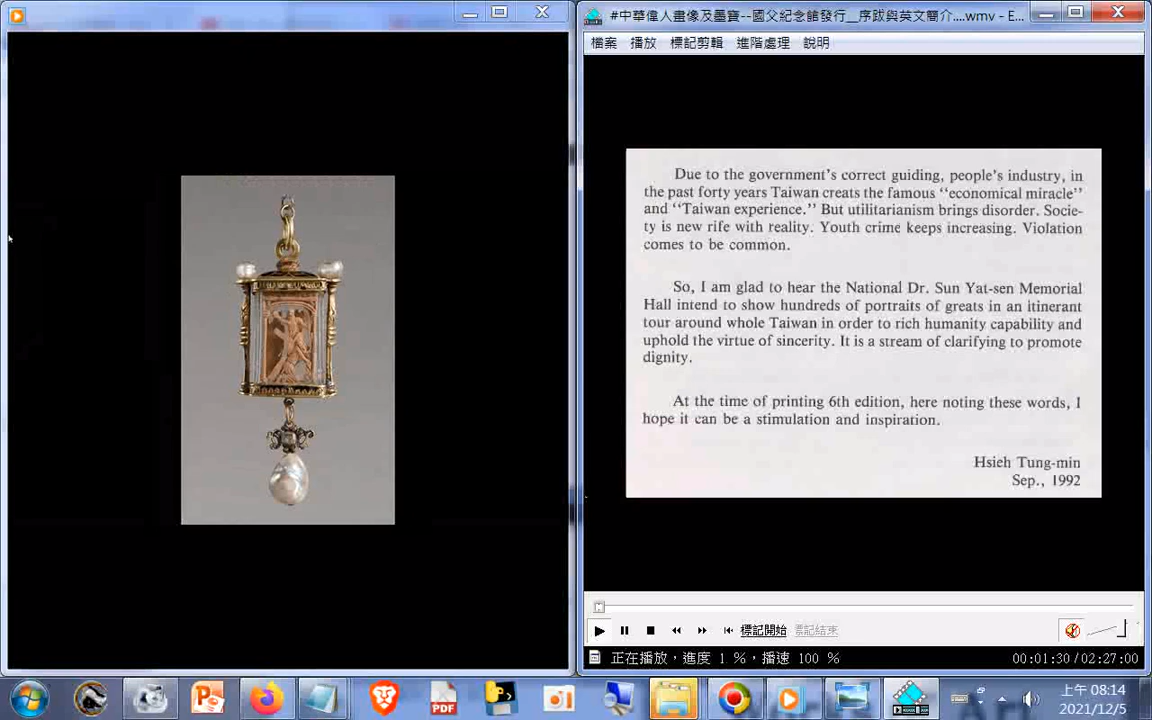 #中華偉人畫像及墨寶--國父紀念館發行__序跋與英文簡介....wmv - E...
檔案 播放 標記剪輯 進階處理 說明
Due to the government's correct guiding, people's industry, in
the past forty years Taiwan creats the famous "economical miracle"
and "Taiwan experience." But utilitarianism brings disorder. Socie-
ty is new rife with reality. Youth crime keeps increasing. Violation
comes to be common.
So, I am glad to hear the National Dr. Sun Yat-sen Memorial
Hall intend to show hundreds of portraits of greats in an itinerant
tour around whole Taiwan in order to rich humanity capability and
uphold the virtue of sincerity. It is a stream of clarifying to promote
dignity.
At the time of printing 6th edition, here noting these words, I
hope it can be a stimulation and inspiration.
Hsieh Tung-min
Sep., 1992
標記開始 標記結束
正在播放，進度 1 %，播速 100 % 00:01:30 / 02:27:00
PDF
上午 08:14
2021/12/5